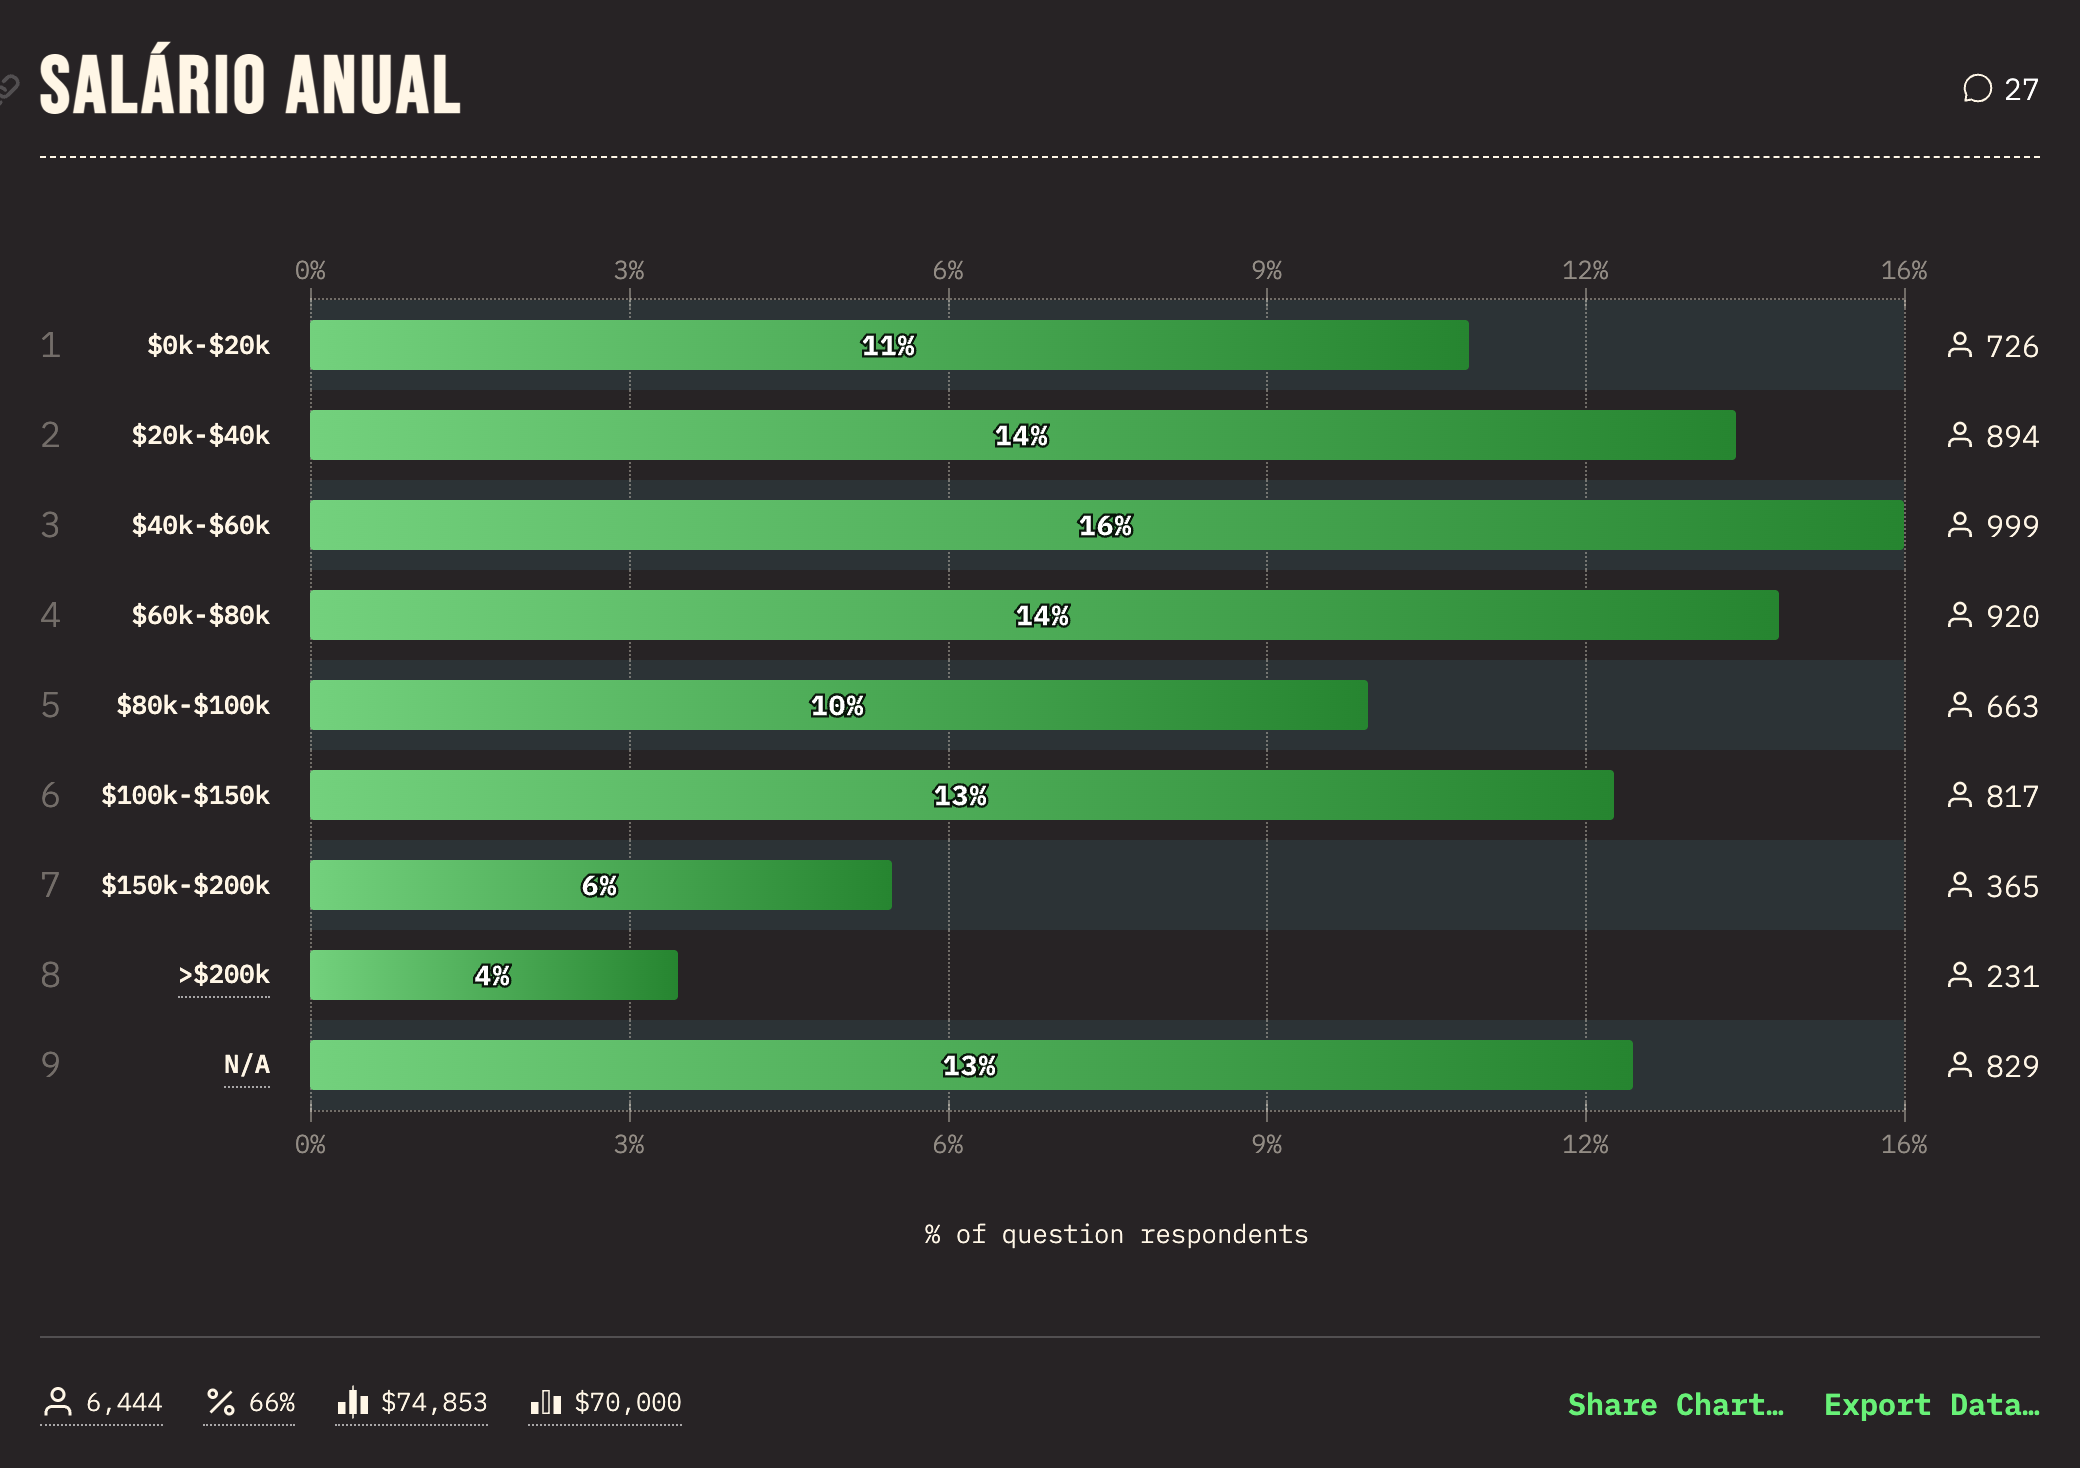 SALÁRIO ANUAL
27
0% 3% 6% 9% 12% 16%
1 $0k-$20k 11% 726
2 $20k-$40k 14% 894
3 $40k-$60k 16% 999
4 $60k-$80k 14% 920
5 $80k-$100k 10% 663
6 $100k-$150k 13% 817
7 $150k-$200k 6% 365
8 >$200k 4% 231
9 N/A 13% 829
0% 3% 6% 9% 12% 16%
% of question respondents
6,444 66% $74,853 $70,000 Share Chart… Export Data…